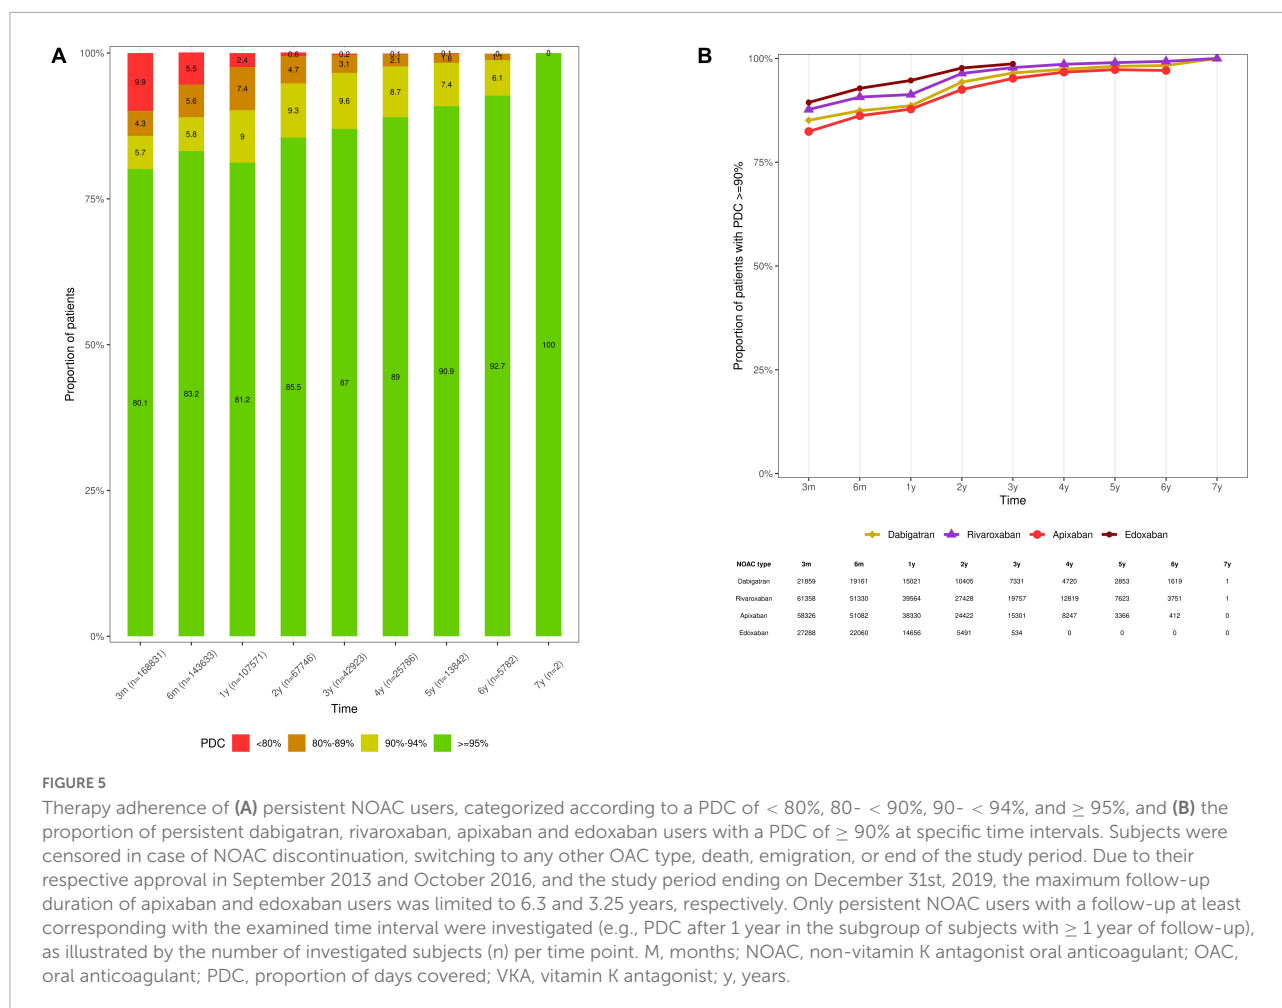 A
100%
75%
50%
25%
0%
Proportion of patients
9.9
4.3
5.7
80.1
5.5
5.6
5.8
83.2
2.4
7.4
9
81.2
0.6
4.7
9.3
85.5
0.2
3.1
9.6
87
0.1
2.1
8.7
89
0.1
1.6
7.4
90.9
0
1.1
6.1
92.7
0
100
3m (n=168831)
6m (n=143633)
1y (n=107571)
2y (n=67746)
3y (n=42923)
4y (n=25786)
5y (n=13842)
6y (n=5782)
7y (n=2)
Time
PDC <80% 80%-89% 90%-94% >=95%
B
100%
75%
50%
25%
0%
Proportion of patients with PDC >=90%
3m 6m 1y 2y 3y 4y 5y 6y 7y
Time
Dabigatran Rivaroxaban Apixaban Edoxaban
NOAC type 3m 6m 1y 2y 3y 4y 5y 6y 7y
Dabigatran 21859 19161 15021 10405 7331 4720 2853 1619 1
Rivaroxaban 61358 51330 39564 27428 19757 12819 7623 3751 1
Apixaban 58326 51082 38330 24422 15301 8247 3366 412 0
Edoxaban 27288 22060 14656 5491 534 0 0 0 0
FIGURE 5
Therapy adherence of (A) persistent NOAC users, categorized according to a PDC of < 80%, 80- < 90%, 90- < 94%, and ≥ 95%, and (B) the
proportion of persistent dabigatran, rivaroxaban, apixaban and edoxaban users with a PDC of ≥ 90% at specific time intervals. Subjects were
censored in case of NOAC discontinuation, switching to any other OAC type, death, emigration, or end of the study period. Due to their
respective approval in September 2013 and October 2016, and the study period ending on December 31st, 2019, the maximum follow-up
duration of apixaban and edoxaban users was limited to 6.3 and 3.25 years, respectively. Only persistent NOAC users with a follow-up at least
corresponding with the examined time interval were investigated (e.g., PDC after 1 year in the subgroup of subjects with ≥ 1 year of follow-up),
as illustrated by the number of investigated subjects (n) per time point. M, months; NOAC, non-vitamin K antagonist oral anticoagulant; OAC,
oral anticoagulant; PDC, proportion of days covered; VKA, vitamin K antagonist; y, years.